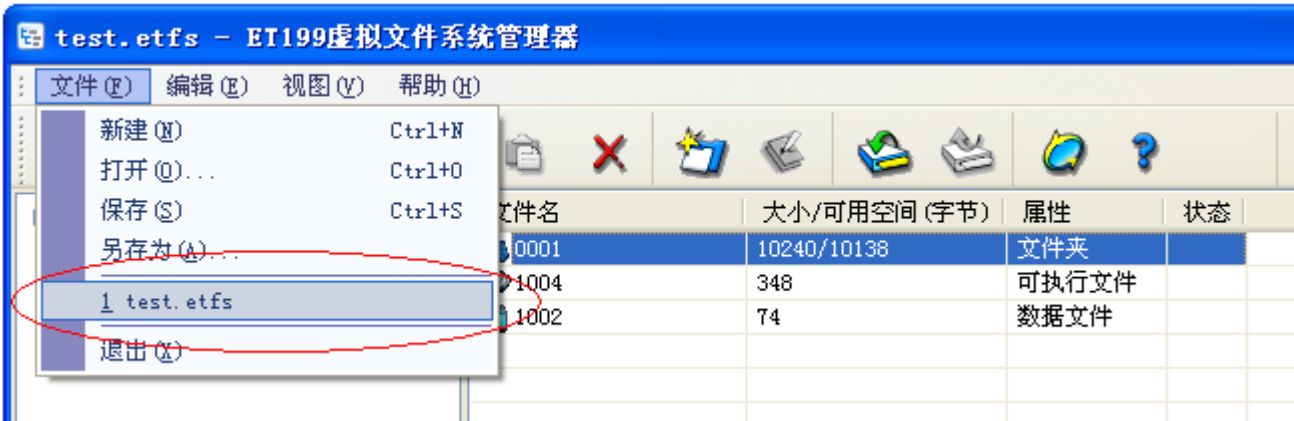 test.etfs - ET199虚拟文件系统管理器
文件(F) 编辑(E) 视图(V) 帮助(H)
新建(N) Ctrl+N
打开(O)... Ctrl+O
保存(S) Ctrl+S
另存为(A)...
1 test.etfs
退出(X)
文件名 大小/可用空间(字节) 属性 状态
0001 10240/10138 文件夹
1004 348 可执行文件
1002 74 数据文件